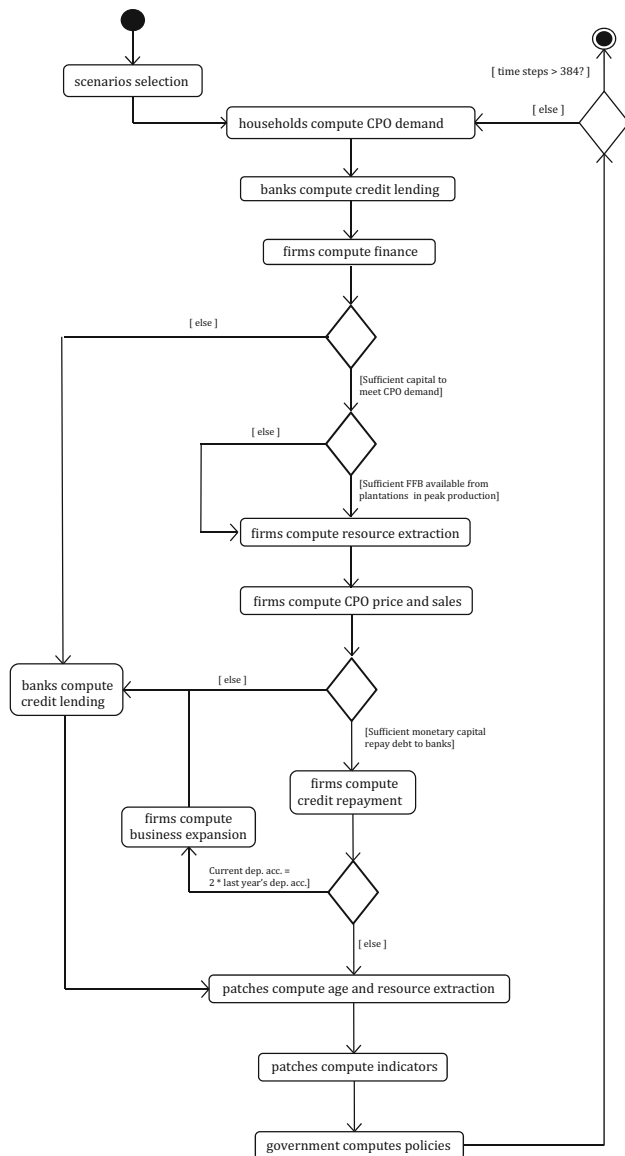 scenarios selection
[ time steps > 384? ]
[ else ]
households compute CPO demand
banks compute credit lending
firms compute finance
[ else ]
[Sufficient capital to
meet CPO demand]
[ else ]
[Sufficient FFB available from
plantations in peak production]
firms compute resource extraction
firms compute CPO price and sales
banks compute
credit lending
[ else ]
[Sufficient monetary capital
repay debt to banks]
firms compute
credit repayment
firms compute
business expansion
Current dep. acc. =
2 * last year's dep. acc.]
[ else ]
patches compute age and resource extraction
patches compute indicators
government computes policies